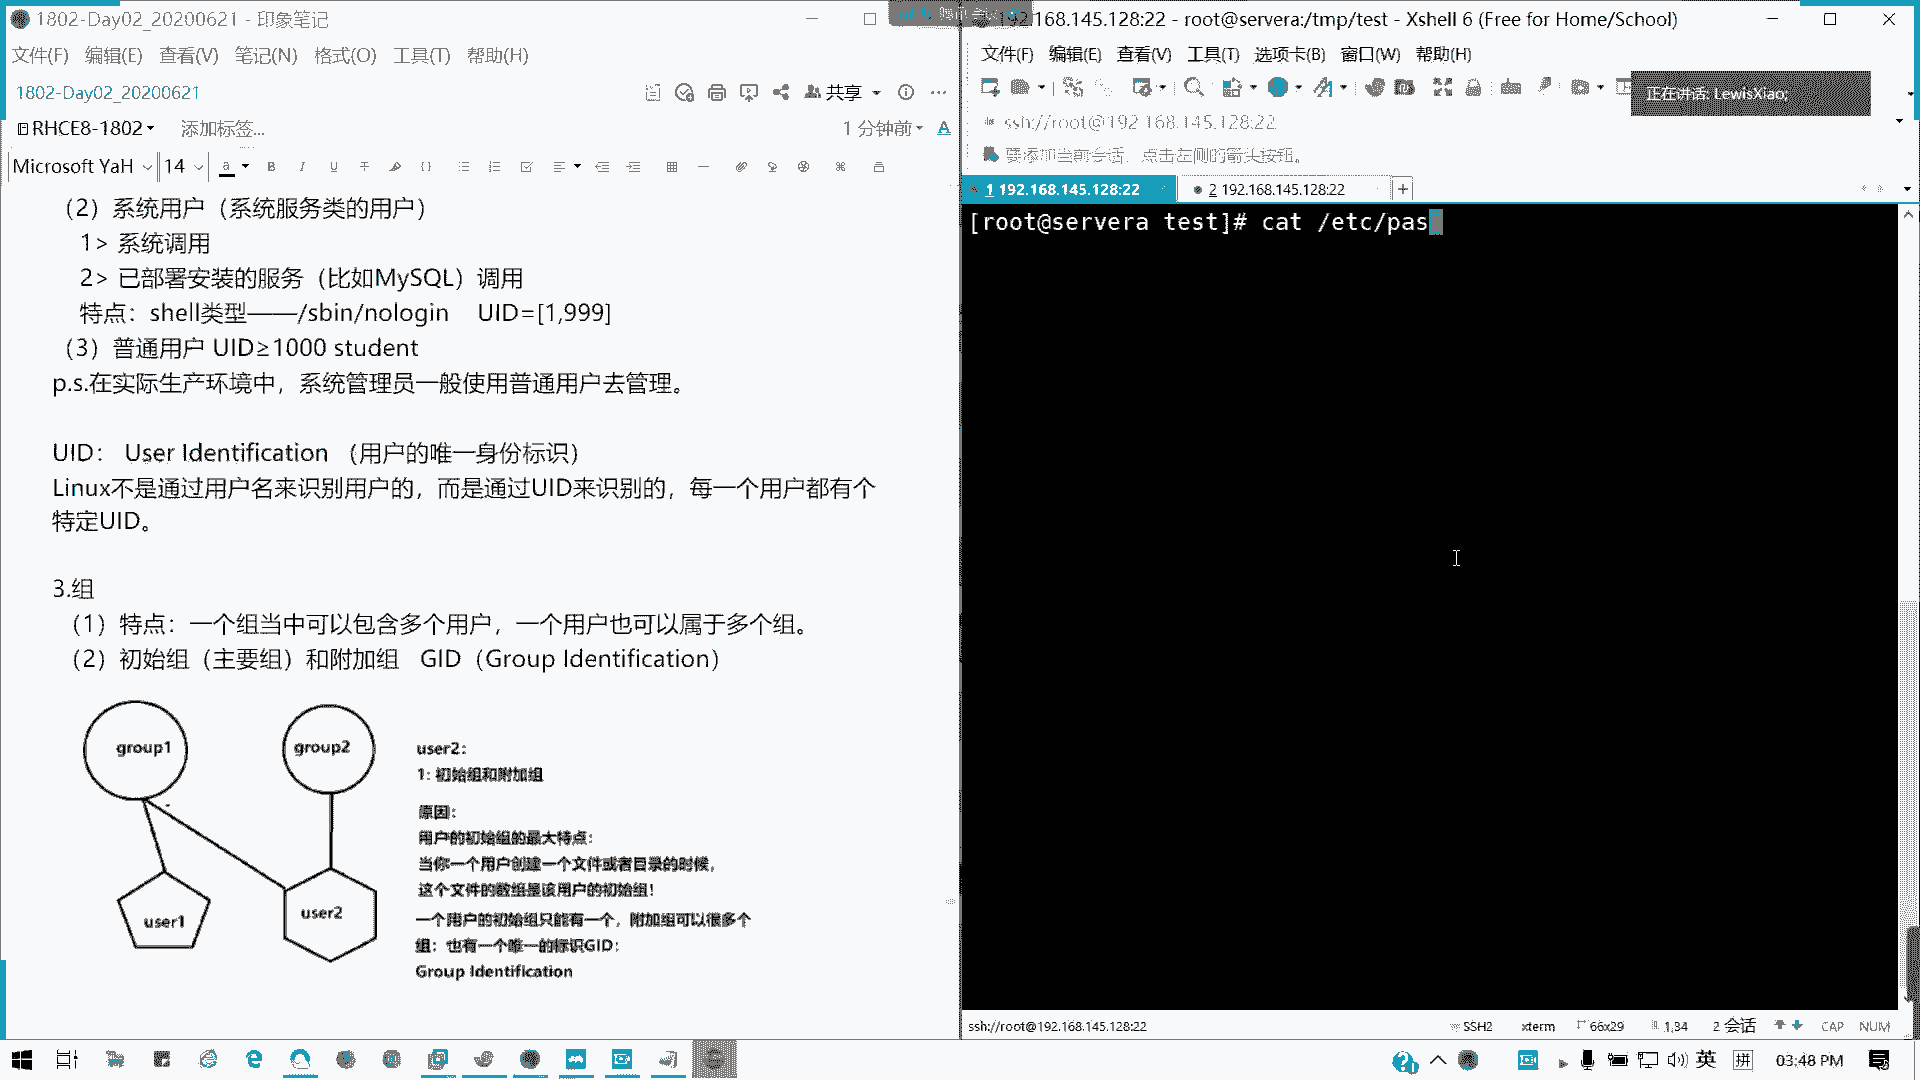 1802-Day02_20200621 - 印象笔记
文件(F) 编辑(E) 查看(V) 笔记(N) 格式(O) 工具(T) 帮助(H)
1802-Day02_20200621
共享
RHCE8-1802 添加标签...
1 分钟前
Microsoft YaH 14
（2）系统用户（系统服务类的用户）
1> 系统调用
2> 已部署安装的服务（比如MySQL）调用
特点：shell类型——/sbin/nologin UID=[1,999]
（3）普通用户 UID≥1000 student
p.s.在实际生产环境中，系统管理员一般使用普通用户去管理。
UID： User Identification （用户的唯一身份标识）
Linux不是通过用户名来识别用户的，而是通过UID来识别的，每一个用户都有个
特定UID。
3.组
（1）特点：一个组当中可以包含多个用户，一个用户也可以属于多个组。
（2）初始组（主要组）和附加组 GID（Group Identification）
group1
group2
user1
user2
user2：
1: 初始组和附加组
原因：
用户的初始组的最大特点：
当你一个用户创建一个文件或者目录的时候，
这个文件的数组是该用户的初始组！
一个用户的初始组只能有一个，附加组可以很多个
组：也有一个唯一的标识GID：
Group Identification
192.168.145.128:22 - root@servera:/tmp/test - Xshell 6 (Free for Home/School)
文件(F) 编辑(E) 查看(V) 工具(T) 选项卡(B) 窗口(W) 帮助(H)
正在讲话: LewisXiao;
ssh://root@192.168.145.128:22
要添加当前会话，点击左侧的箭头按钮。
1 192.168.145.128:22
2 192.168.145.128:22
[root@servera test]# cat /etc/pas
ssh://root@192.168.145.128:22
SSH2 xterm 66x29 1,34 2 会话 CAP NUM
英 拼 03:48 PM